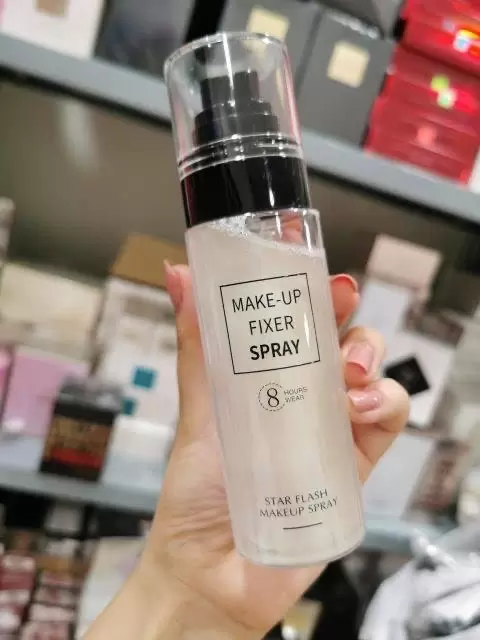 MAKE-UP
FIXER
SPRAY
8 HOURS
WEAR
STAR FLASH
MAKEUP SPRAY